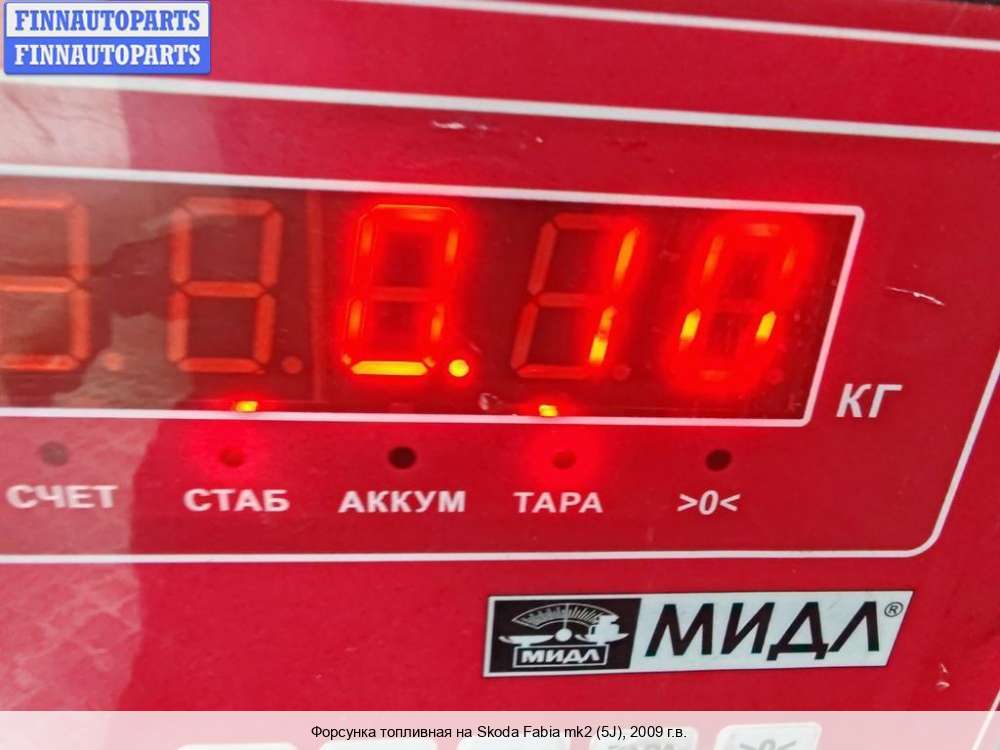 FINNAUTOPARTS
FINNAUTOPARTS
0.10
КГ
СЧЕТ СТАБ АККУМ ТАРА >0<
МИДЛ МИДЛ®
Форсунка топливная на Skoda Fabia mk2 (5J), 2009 г.в.